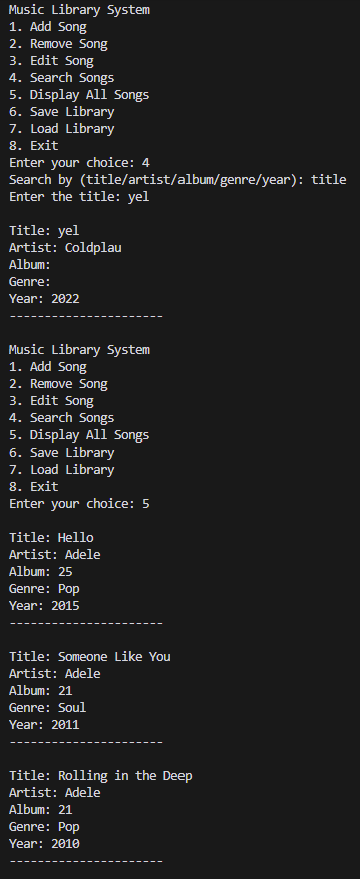 Music Library System
1. Add Song
2. Remove Song
3. Edit Song
4. Search Songs
5. Display All Songs
6. Save Library
7. Load Library
8. Exit
Enter your choice: 4
Search by (title/artist/album/genre/year): title
Enter the title: yel
Title: yel
Artist: Coldplau
Album:
Genre:
Year: 2022
----------------------
Music Library System
1. Add Song
2. Remove Song
3. Edit Song
4. Search Songs
5. Display All Songs
6. Save Library
7. Load Library
8. Exit
Enter your choice: 5
Title: Hello
Artist: Adele
Album: 25
Genre: Pop
Year: 2015
----------------------
Title: Someone Like You
Artist: Adele
Album: 21
Genre: Soul
Year: 2011
----------------------
Title: Rolling in the Deep
Artist: Adele
Album: 21
Genre: Pop
Year: 2010
----------------------